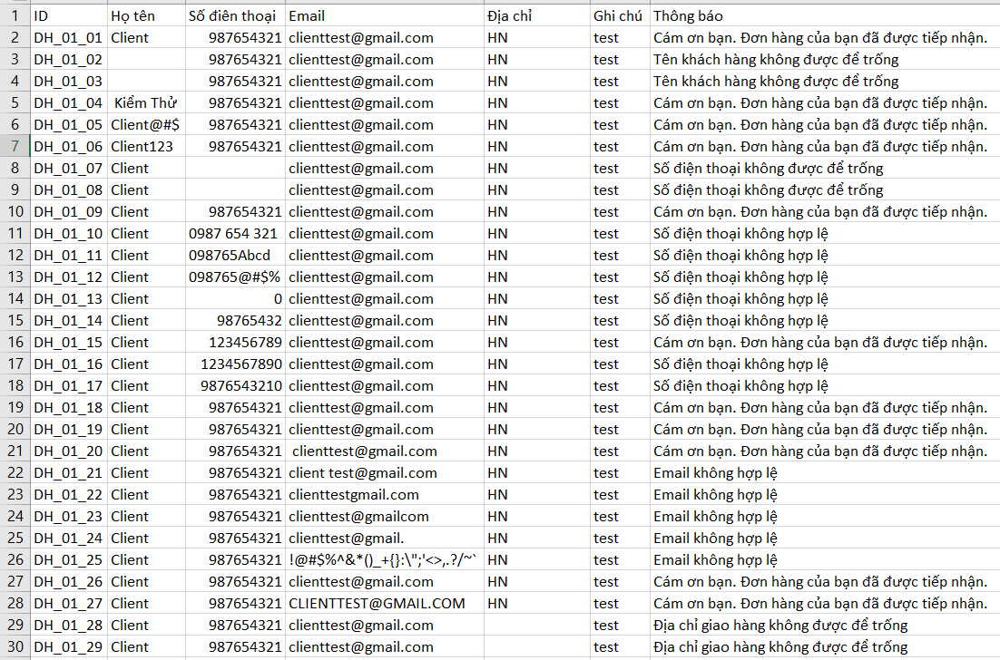 1 ID Họ tên Số điên thoại Email Địa chỉ Ghi chú Thông báo
2 DH_01_01 Client 987654321 clienttest@gmail.com HN test Cám ơn bạn. Đơn hàng của bạn đã được tiếp nhận.
3 DH_01_02 987654321 clienttest@gmail.com HN test Tên khách hàng không được để trống
4 DH_01_03 987654321 clienttest@gmail.com HN test Tên khách hàng không được để trống
5 DH_01_04 Kiểm Thử 987654321 clienttest@gmail.com HN test Cám ơn bạn. Đơn hàng của bạn đã được tiếp nhận.
6 DH_01_05 Client@#$ 987654321 clienttest@gmail.com HN test Cám ơn bạn. Đơn hàng của bạn đã được tiếp nhận.
7 DH_01_06 Client123 987654321 clienttest@gmail.com HN test Cám ơn bạn. Đơn hàng của bạn đã được tiếp nhận.
8 DH_01_07 Client clienttest@gmail.com HN test Số điện thoại không được để trống
9 DH_01_08 Client clienttest@gmail.com HN test Số điện thoại không được để trống
10 DH_01_09 Client 987654321 clienttest@gmail.com HN test Cám ơn bạn. Đơn hàng của bạn đã được tiếp nhận.
11 DH_01_10 Client 0987 654 321 clienttest@gmail.com HN test Số điện thoại không hợp lệ
12 DH_01_11 Client 098765Abcd clienttest@gmail.com HN test Số điện thoại không hợp lệ
13 DH_01_12 Client 098765@#$% clienttest@gmail.com HN test Số điện thoại không hợp lệ
14 DH_01_13 Client 0 clienttest@gmail.com HN test Số điện thoại không hợp lệ
15 DH_01_14 Client 98765432 clienttest@gmail.com HN test Số điện thoại không hợp lệ
16 DH_01_15 Client 123456789 clienttest@gmail.com HN test Cám ơn bạn. Đơn hàng của bạn đã được tiếp nhận.
17 DH_01_16 Client 1234567890 clienttest@gmail.com HN test Số điện thoại không hợp lệ
18 DH_01_17 Client 9876543210 clienttest@gmail.com HN test Số điện thoại không hợp lệ
19 DH_01_18 Client 987654321 clienttest@gmail.com HN test Cám ơn bạn. Đơn hàng của bạn đã được tiếp nhận.
20 DH_01_19 Client 987654321 clienttest@gmail.com HN test Cám ơn bạn. Đơn hàng của bạn đã được tiếp nhận.
21 DH_01_20 Client 987654321 clienttest@gmail.com HN test Cám ơn bạn. Đơn hàng của bạn đã được tiếp nhận.
22 DH_01_21 Client 987654321 client test@gmail.com HN test Email không hợp lệ
23 DH_01_22 Client 987654321 clienttestgmail.com HN test Email không hợp lệ
24 DH_01_23 Client 987654321 clienttest@gmailcom HN test Email không hợp lệ
25 DH_01_24 Client 987654321 clienttest@gmail. HN test Email không hợp lệ
26 DH_01_25 Client 987654321 !@#$%^&*()_+{}:\";'<>,.?/~` HN test Email không hợp lệ
27 DH_01_26 Client 987654321 clienttest@gmail.com HN test Cám ơn bạn. Đơn hàng của bạn đã được tiếp nhận.
28 DH_01_27 Client 987654321 CLIENTTEST@GMAIL.COM HN test Cám ơn bạn. Đơn hàng của bạn đã được tiếp nhận.
29 DH_01_28 Client 987654321 clienttest@gmail.com test Địa chỉ giao hàng không được để trống
30 DH_01_29 Client 987654321 clienttest@gmail.com test Địa chỉ giao hàng không được để trống